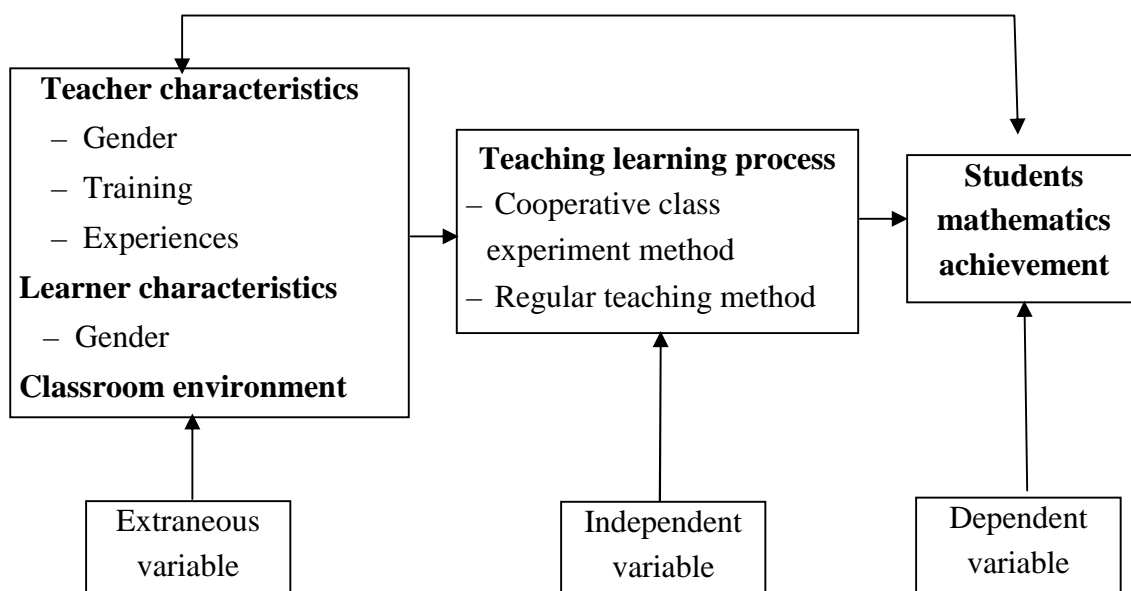 Teacher characteristics
– Gender
– Training
– Experiences
Learner characteristics
– Gender
Classroom environment
Teaching learning process
– Cooperative class
experiment method
– Regular teaching method
Students
mathematics
achievement
Extraneous
variable
Independent
variable
Dependent
variable